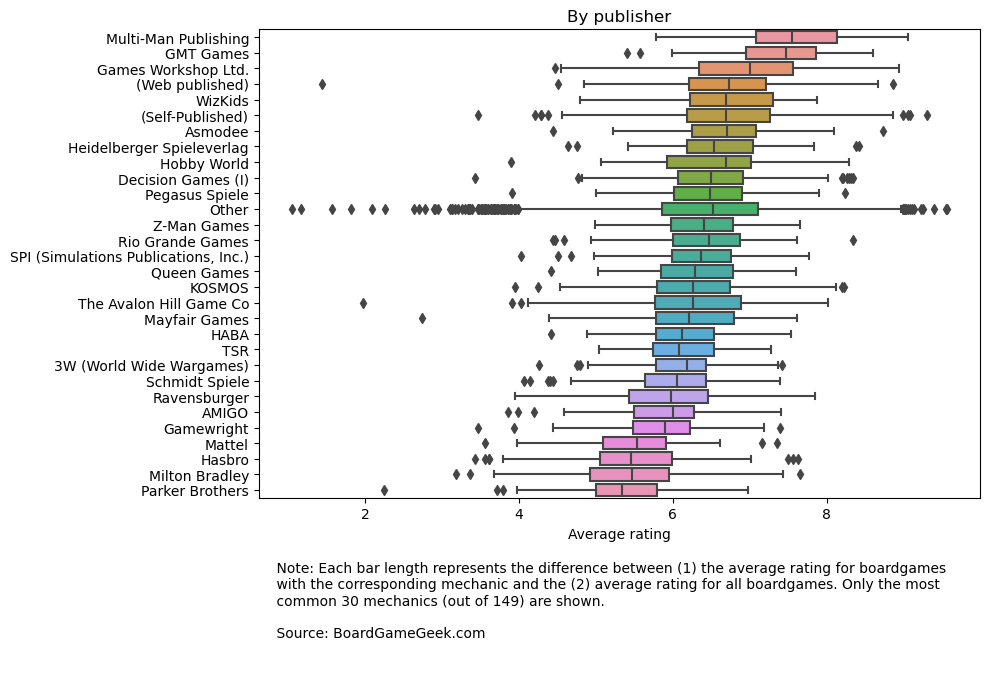 By publisher
Multi-Man Publishing
GMT Games
Games Workshop Ltd.
(Web published)
WizKids
(Self-Published)
Asmodee
Heidelberger Spieleverlag
Hobby World
Decision Games (I)
Pegasus Spiele
Other
Z-Man Games
Rio Grande Games
SPI (Simulations Publications, Inc.)
Queen Games
KOSMOS
The Avalon Hill Game Co
Mayfair Games
HABA
TSR
3W (World Wide Wargames)
Schmidt Spiele
Ravensburger
AMIGO
Gamewright
Mattel
Hasbro
Milton Bradley
Parker Brothers
2 4 6 8
Average rating
Note: Each bar length represents the difference between (1) the average rating for boardgames
with the corresponding mechanic and the (2) average rating for all boardgames. Only the most
common 30 mechanics (out of 149) are shown.
Source: BoardGameGeek.com